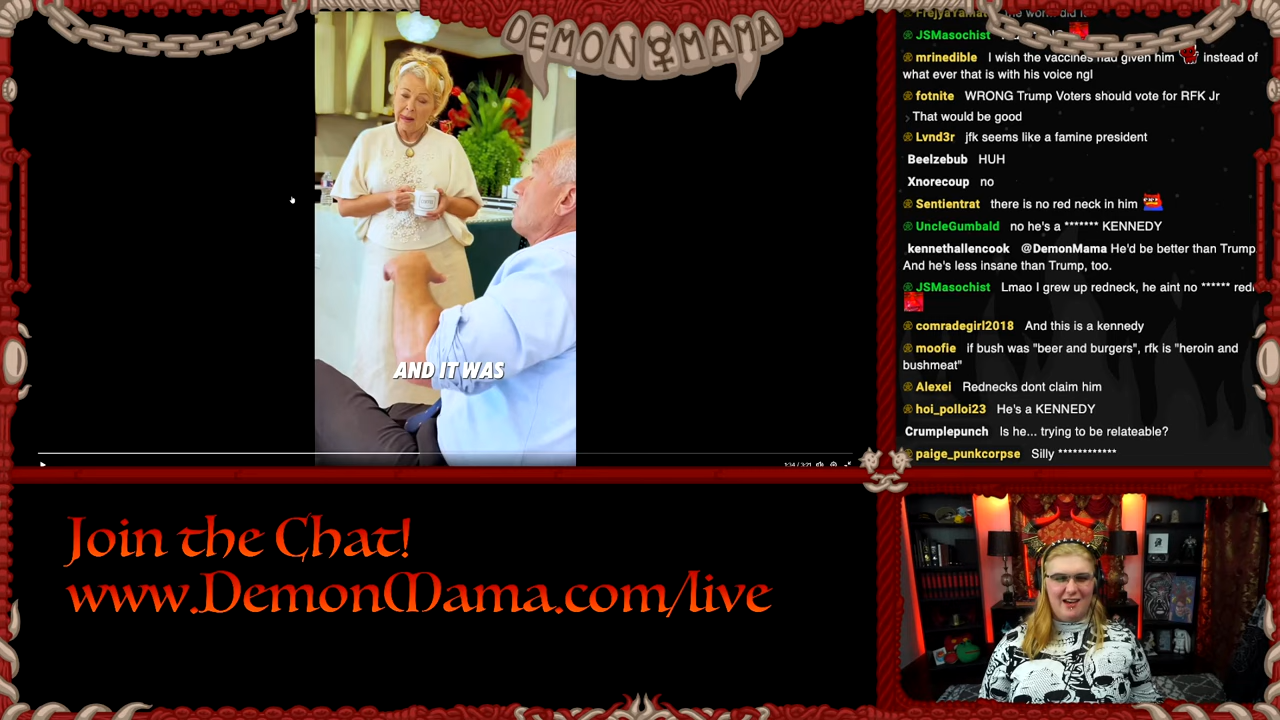 DEMON MAMA
AND IT WAS
1:34 / 3:21
JSMasochist
mrinedible I wish the vaccines had given him instead of
what ever that is with his voice ngl
fotnite WRONG Trump Voters should vote for RFK Jr
That would be good
Lvnd3r jfk seems like a famine president
Beelzebub HUH
Xnorecoup no
Sentientrat there is no red neck in him
UncleGumbald no he's a ******* KENNEDY
kennethallencook @DemonMama He'd be better than Trump
And he's less insane than Trump, too.
JSMasochist Lmao I grew up redneck, he aint no ******
comradegirl2018 And this is a kennedy
moofie if bush was "beer and burgers", rfk is "heroin and
bushmeat"
Alexei Rednecks dont claim him
hoi_polloi23 He's a KENNEDY
Crumplepunch Is he... trying to be relateable?
paige_punkcorpse Silly ************
Join the Chat!
www.DemonMama.com/live